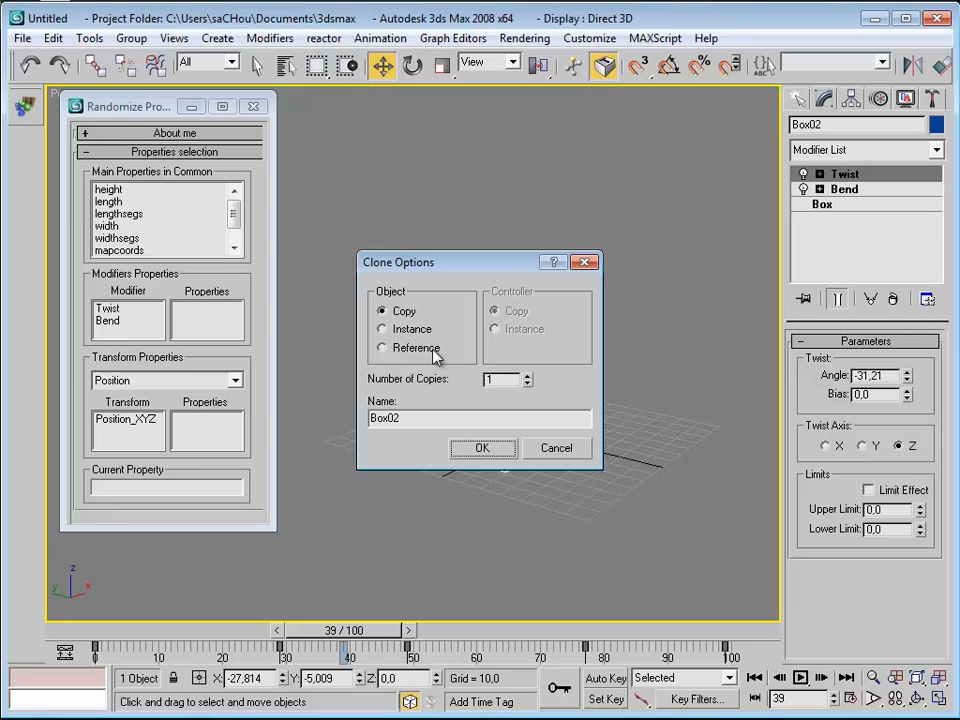 Untitled - Project Folder: C:\Users\saCHou\Documents\3dsmax - Autodesk 3ds Max 2008 x64 - Display : Direct 3D
File Edit Tools Group Views Create Modifiers reactor Animation Graph Editors Rendering Customize MAXScript Help
All
View
3
ABC
Randomize Pro...
About me
Properties selection
Main Properties in Common
height
length
lengthsegs
width
widthsegs
mapcoords
Modifiers Properties
Modifier Properties
Twist
Bend
Transform Properties
Position
Transform Properties
Position_XYZ
Current Property
Clone Options
Object
Copy
Instance
Reference
Controller
Copy
Instance
Number of Copies: 1
Name:
Box02
OK Cancel
Box02
Modifier List
Twist
Bend
Box
Parameters
Twist:
Angle: -31,21
Bias: 0,0
Twist Axis:
X Y Z
Limits
Limit Effect
Upper Limit: 0,0
Lower Limit: 0,0
z
y x
39 / 100
0 10 20 30 40 50 60 70 80 90 100
1 Object X: -27,814 Y: -5,009 Z: 0,0 Grid = 10,0
Auto Key Selected
Click and drag to select and move objects Add Time Tag
Set Key Key Filters... 39